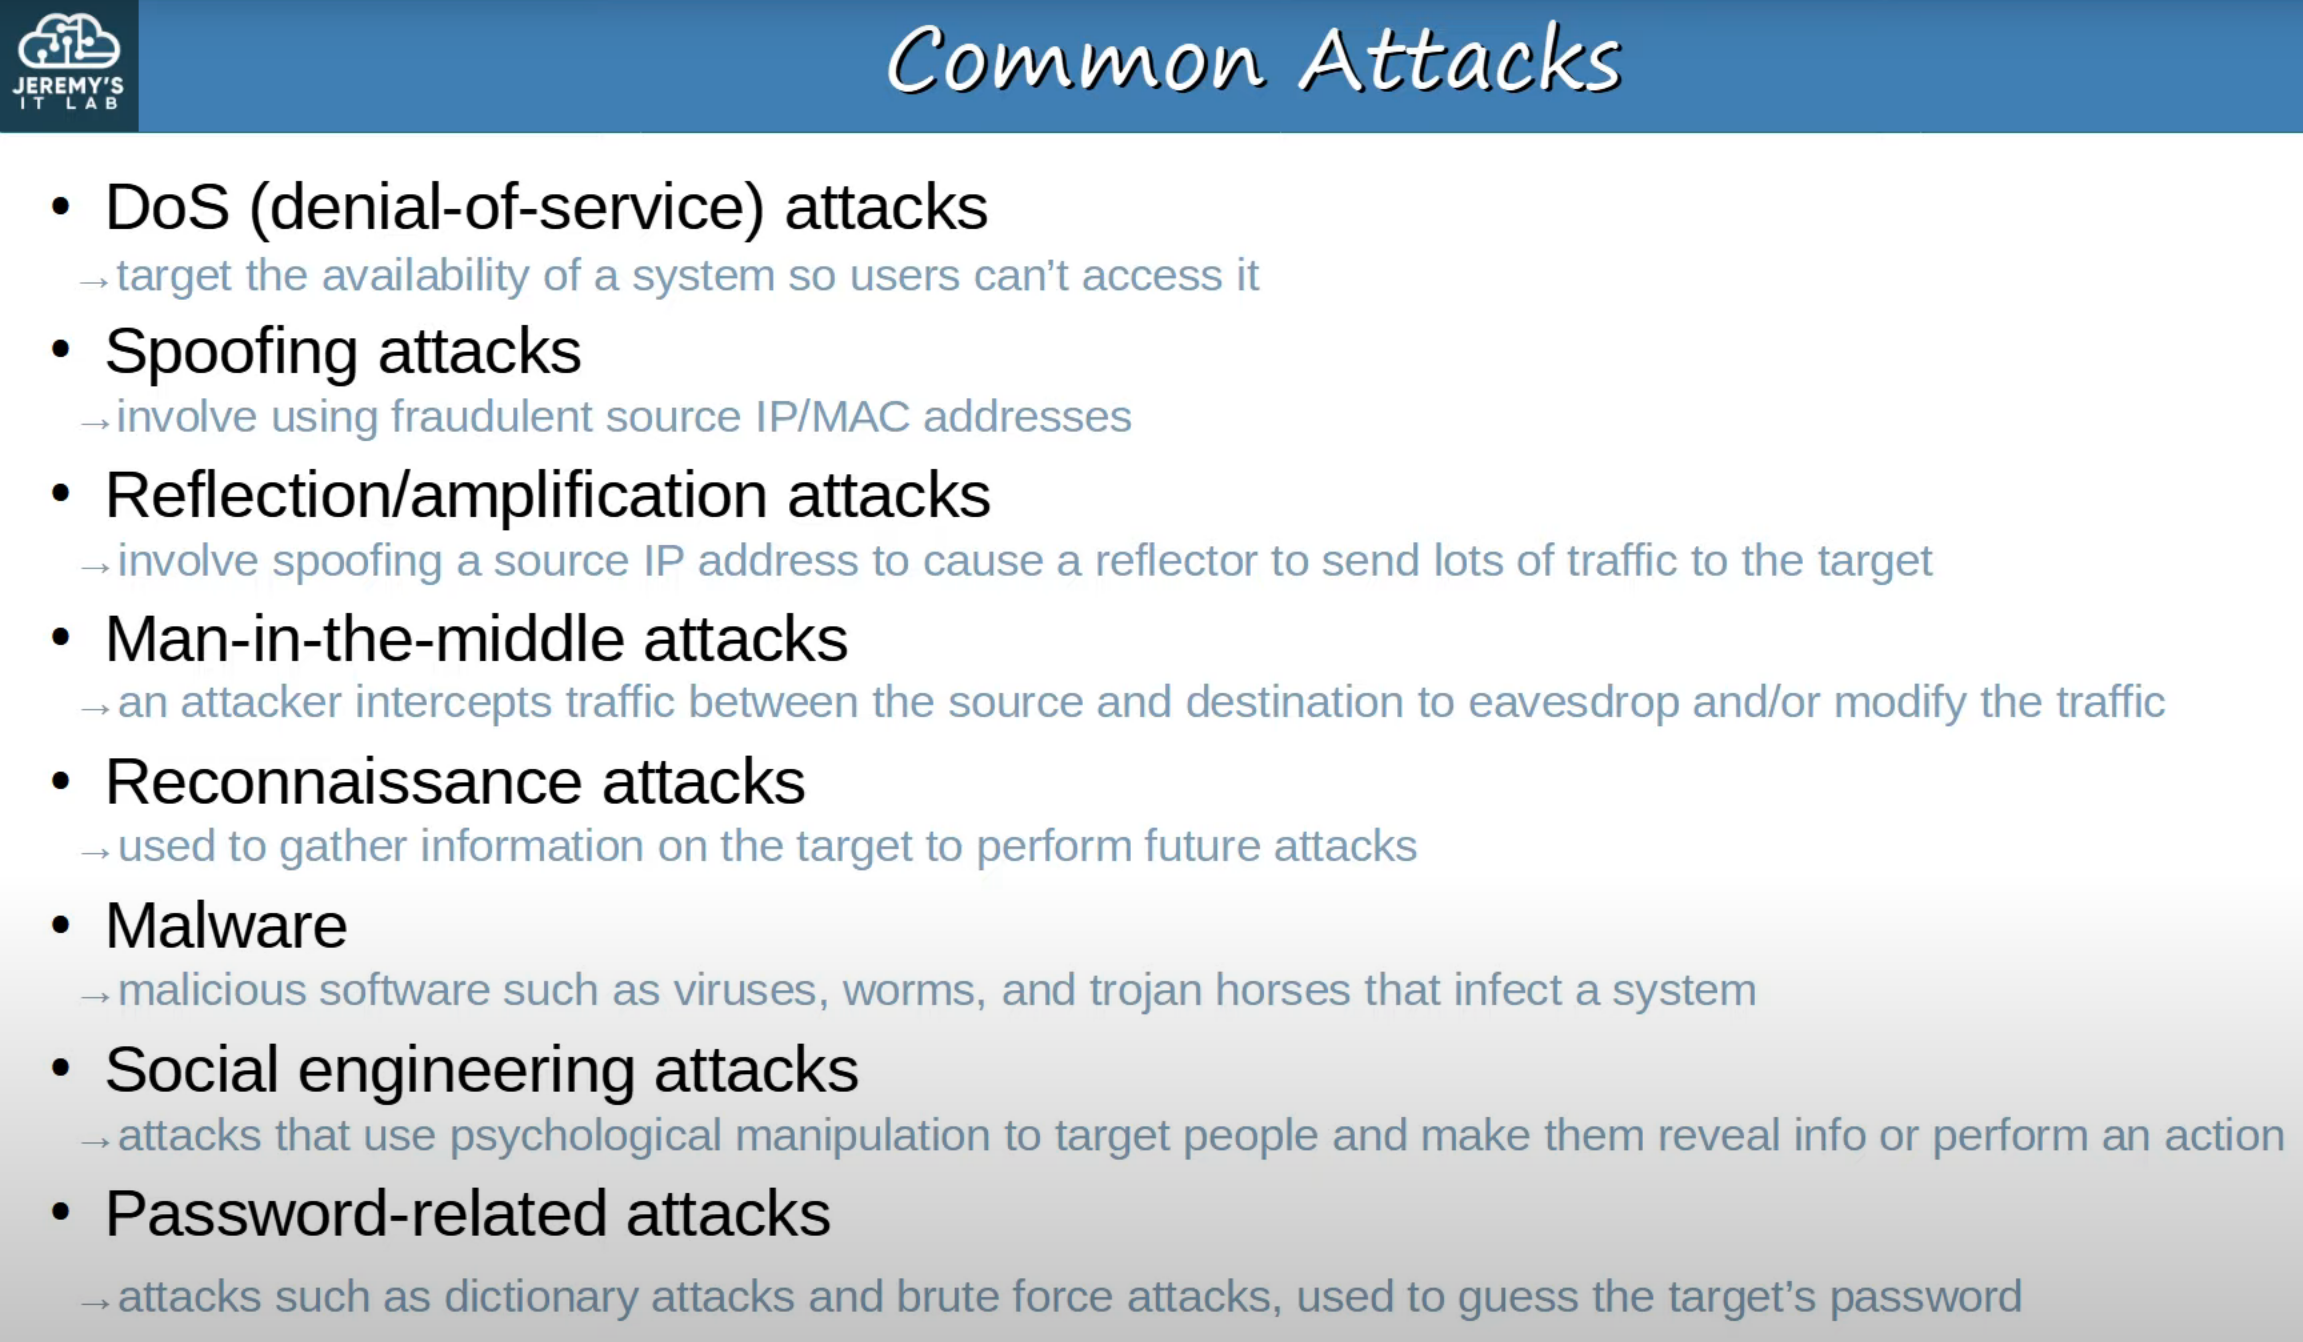 JEREMY'S
IT LAB
Common Attacks
• DoS (denial-of-service) attacks
→target the availability of a system so users can’t access it
• Spoofing attacks
→involve using fraudulent source IP/MAC addresses
• Reflection/amplification attacks
→involve spoofing a source IP address to cause a reflector to send lots of traffic to the target
• Man-in-the-middle attacks
→an attacker intercepts traffic between the source and destination to eavesdrop and/or modify the traffic
• Reconnaissance attacks
→used to gather information on the target to perform future attacks
• Malware
→malicious software such as viruses, worms, and trojan horses that infect a system
• Social engineering attacks
→attacks that use psychological manipulation to target people and make them reveal info or perform an action
• Password-related attacks
→attacks such as dictionary attacks and brute force attacks, used to guess the target’s password